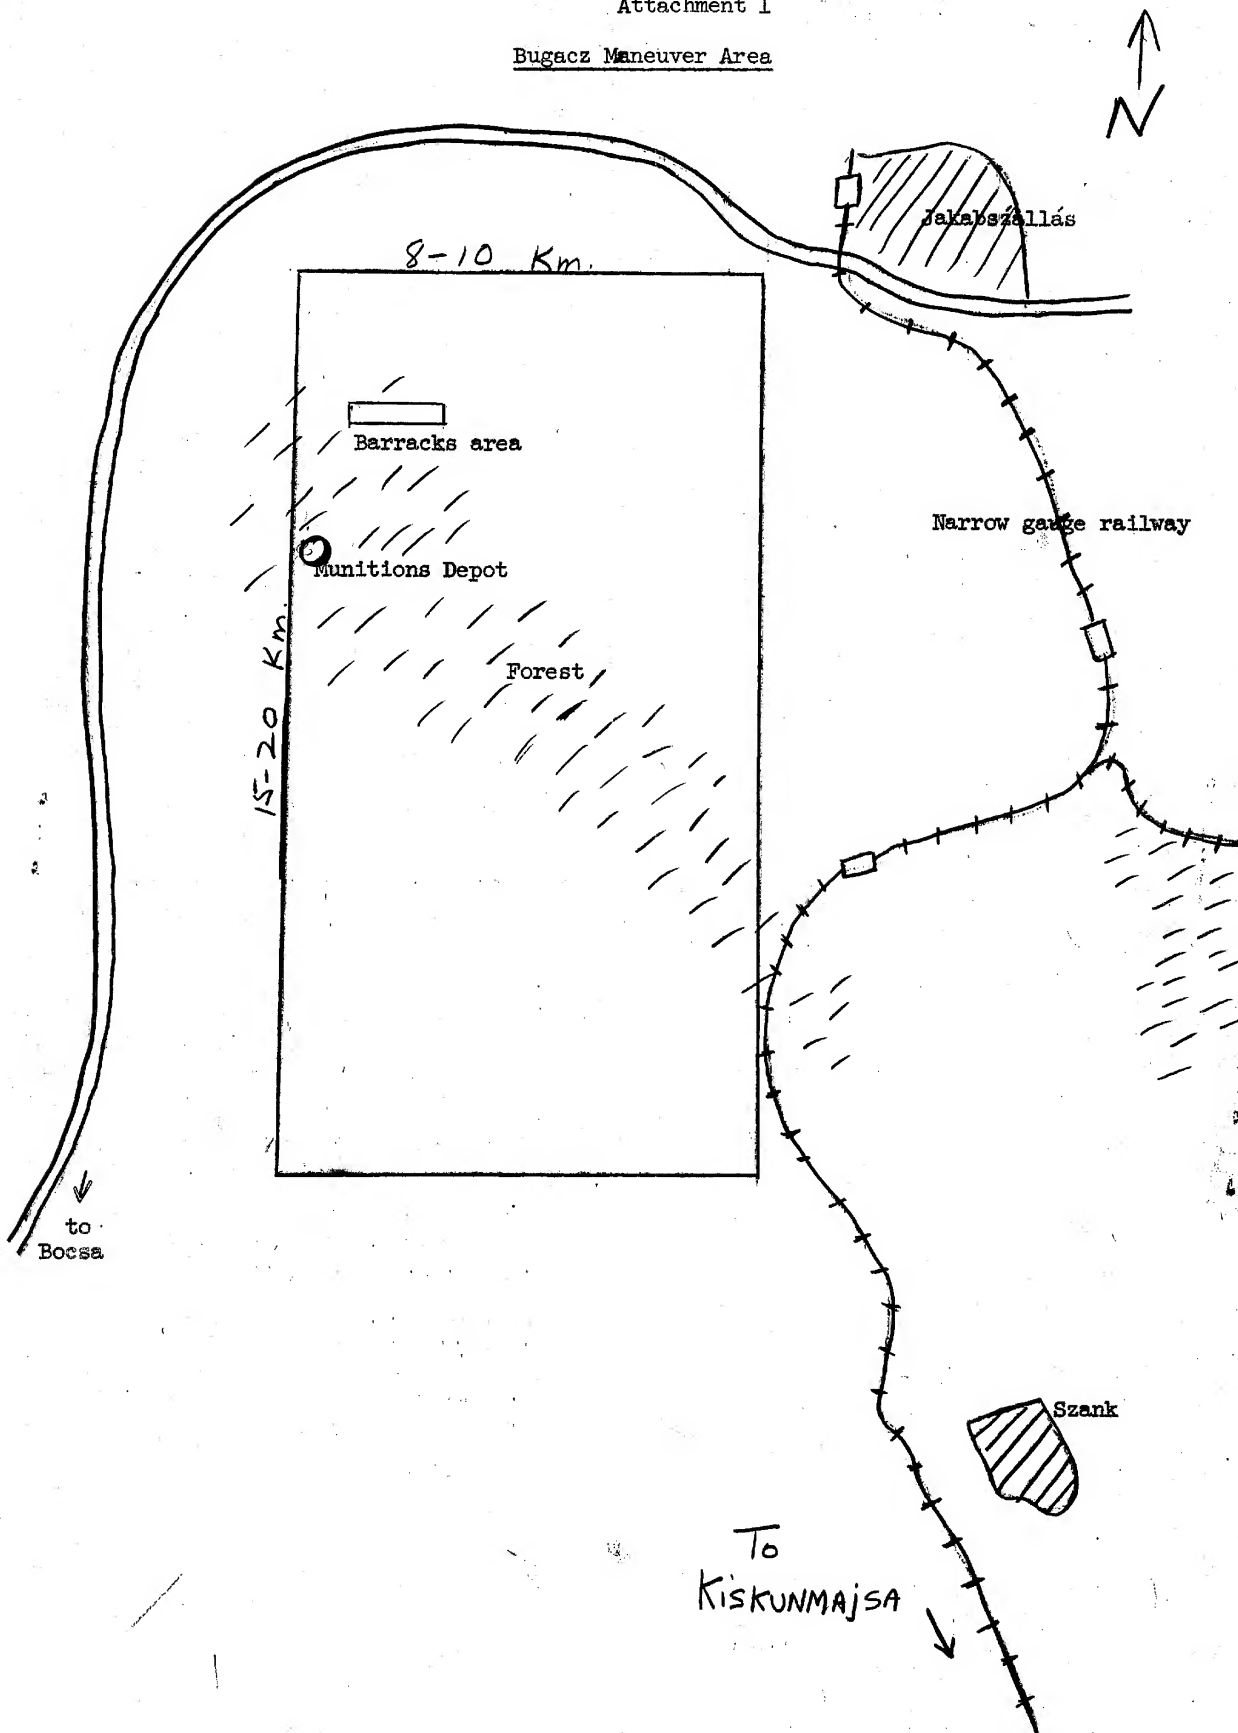 Attachment 1
Bugacz Maneuver Area
N
Jakabszállás
8-10 Km.
Barracks area
Narrow gauge railway
Munitions Depot
15-20 Km.
Forest
to
Bocsa
Szank
To
KiSKUNMAjSA